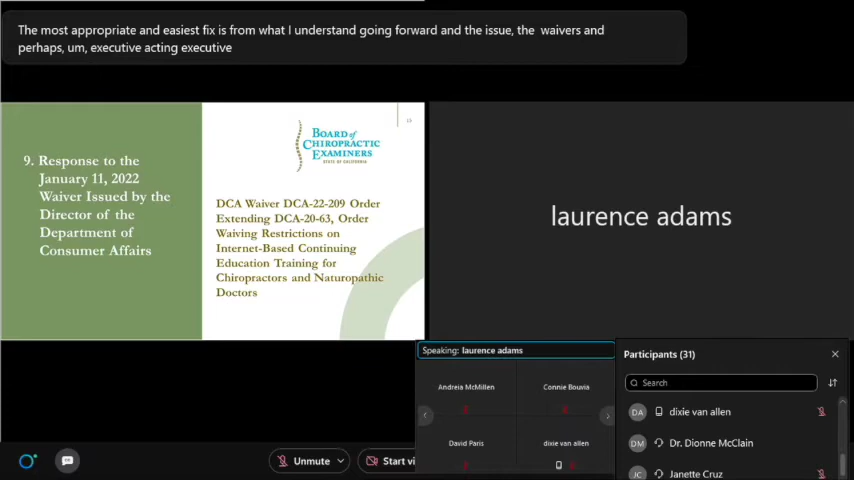 The most appropriate and easiest fix is from what I understand going forward and the issue, the waivers and
perhaps, um, executive acting executive
9. Response to the
January 11, 2022
Waiver Issued by the
Director of the
Department of
Consumer Affairs
15
BOARD of
CHIROPRACTIC
EXAMINERS
STATE OF CALIFORNIA
DCA Waiver DCA-22-209 Order
Extending DCA-20-63, Order
Waiving Restrictions on
Internet-Based Continuing
Education Training for
Chiropractors and Naturopathic
Doctors
laurence adams
Speaking: laurence adams
Andreia McMillen
Connie Bouvia
David Paris
dixie van allen
Participants (31)
Search
DA dixie van allen
DM Dr. Dionne McClain
JC Janette Cruz
Unmute
Start vi